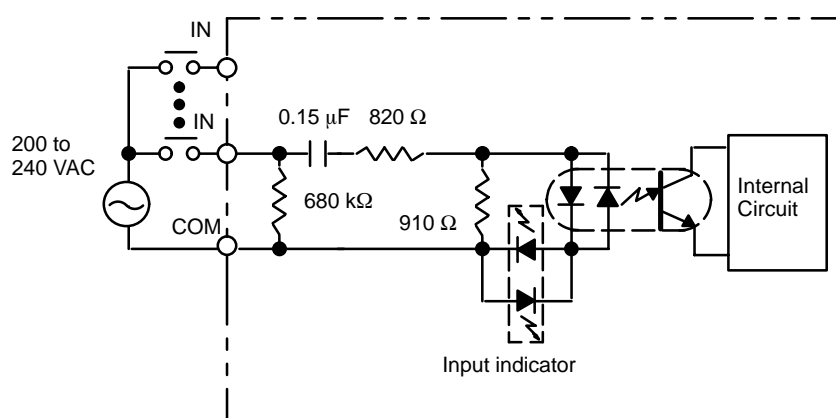 IN
0.15 μF
820 Ω
IN
200 to
240 VAC
Internal
Circuit
680 kΩ
910 Ω
COM
Input indicator